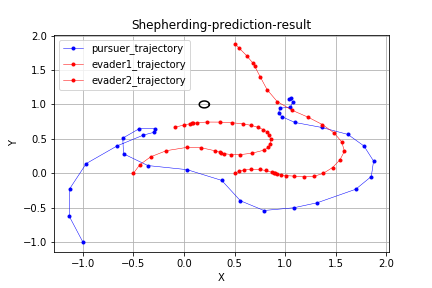 Shepherding-prediction-result
pursuer_trajectory
evader1_trajectory
evader2_trajectory
Y
2.0
1.5
1.0
0.5
0.0
−0.5
−1.0
−1.0 −0.5 0.0 0.5 1.0 1.5 2.0
X